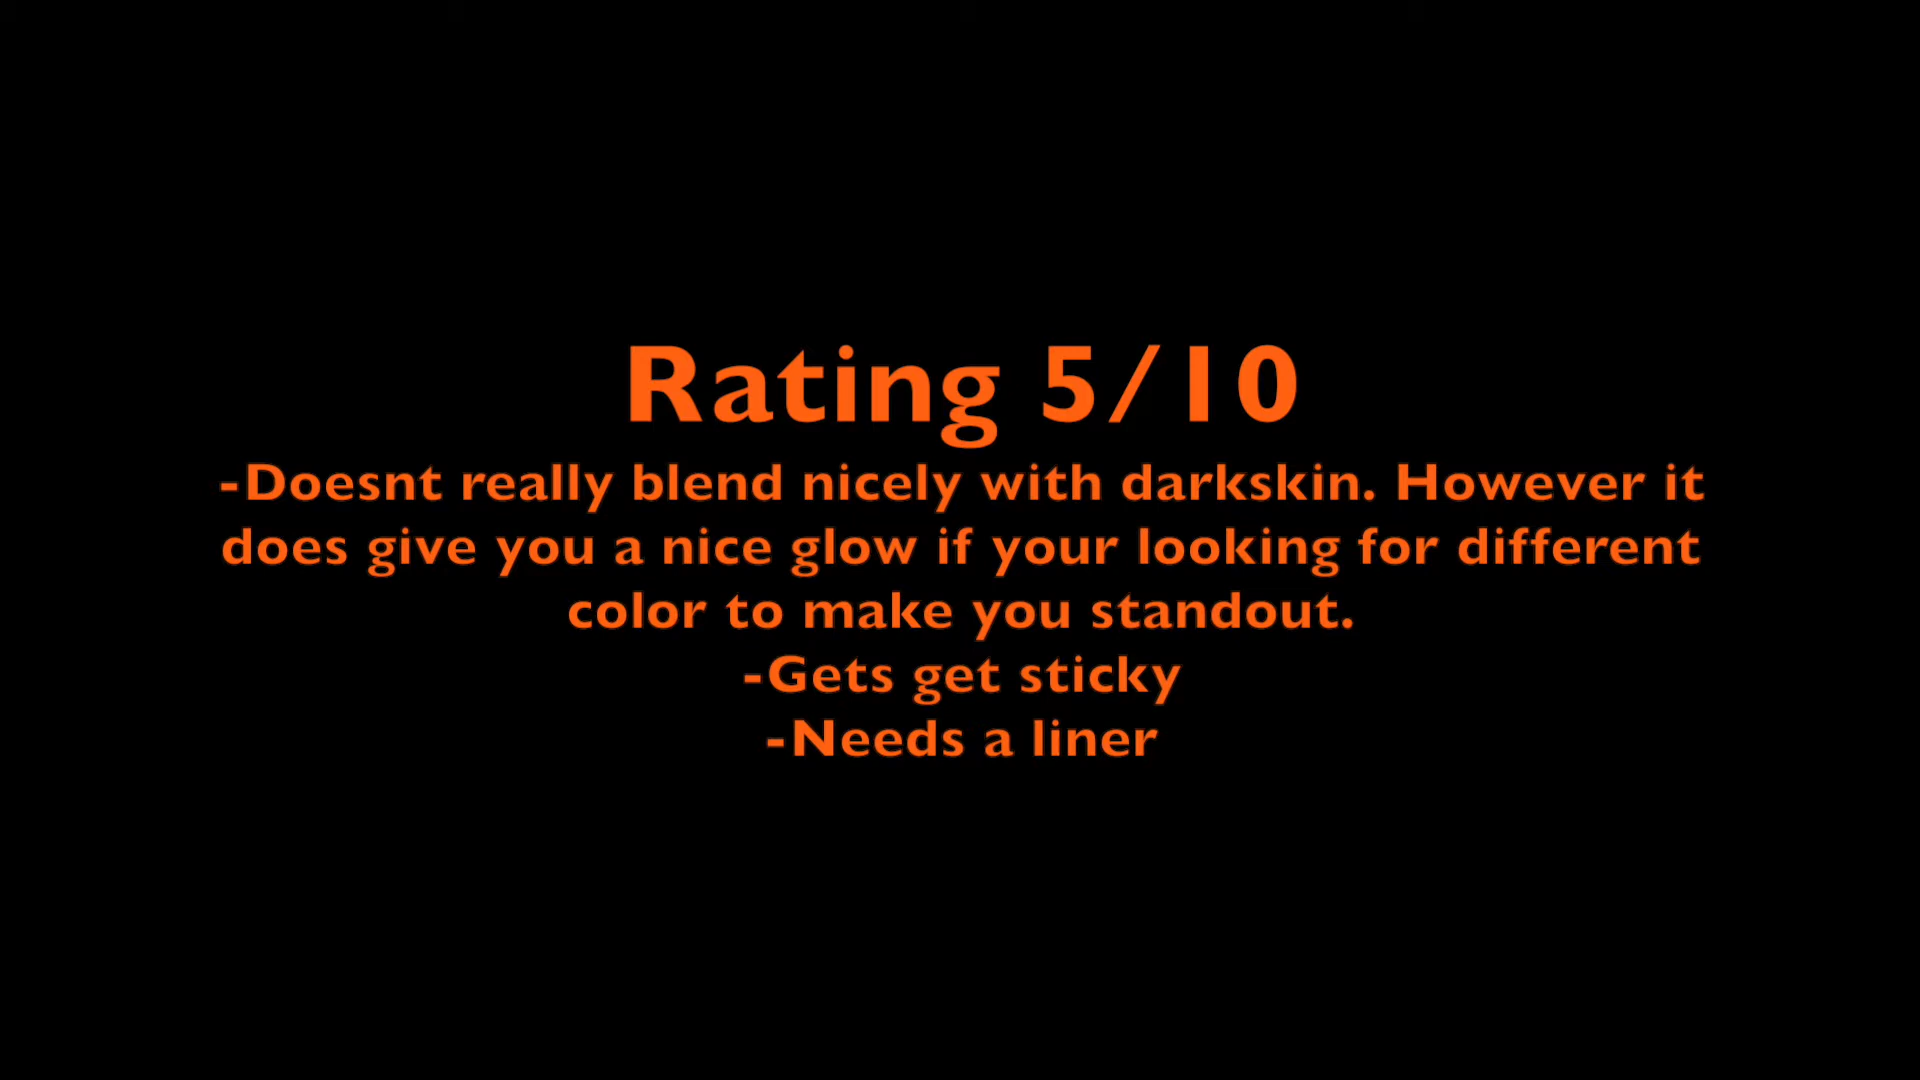 Rating 5/10
-Doesnt really blend nicely with darkskin. However it
does give you a nice glow if your looking for different
color to make you standout.
-Gets get sticky
-Needs a liner